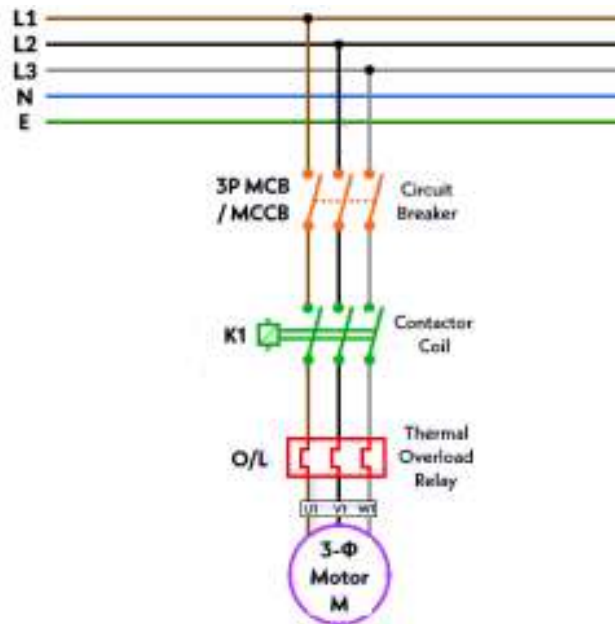 L1
L2
L3
N
E
3P MCB
/ MCCB
Circuit
Breaker
K1
Contactor
Coil
O/L
Thermal
Overload
Relay
U1 V1 W1
3-Φ
Motor
M